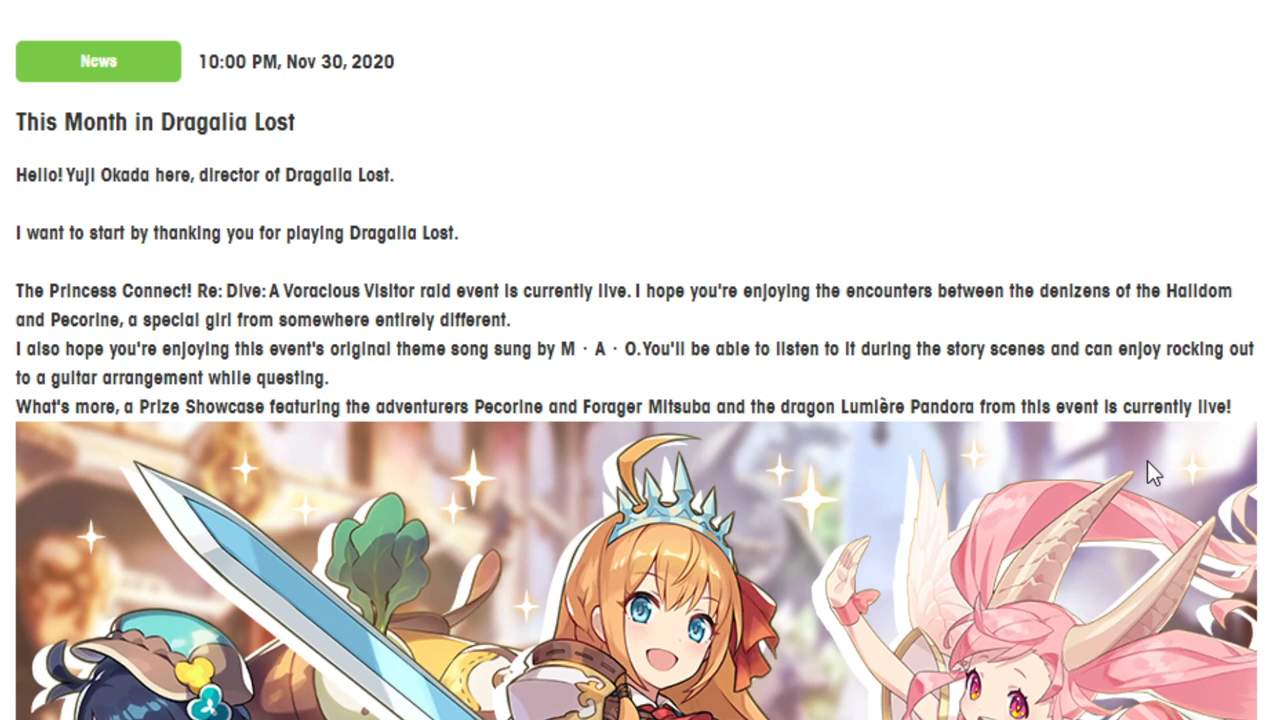 News
10:00 PM, Nov 30, 2020
This Month in Dragalia Lost
Hello! Yuji Okada here, director of Dragalia Lost.
I want to start by thanking you for playing Dragalia Lost.
The Princess Connect! Re: Dive: A Voracious Visitor raid event is currently live. I hope you're enjoying the encounters between the denizens of the Halidom
and Pecorine, a special girl from somewhere entirely different.
I also hope you're enjoying this event's original theme song sung by M · A · O. You'll be able to listen to it during the story scenes and can enjoy rocking out
to a guitar arrangement while questing.
What's more, a Prize Showcase featuring the adventurers Pecorine and Forager Mitsuba and the dragon Lumière Pandora from this event is currently live!